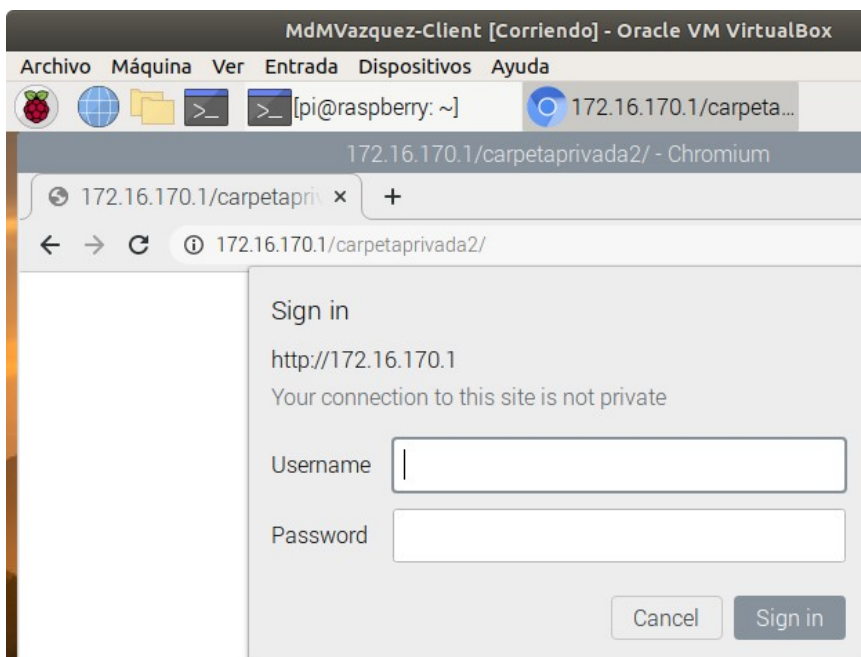 MdMVazquez-Client [Corriendo] - Oracle VM VirtualBox
Archivo Máquina Ver Entrada Dispositivos Ayuda
[pi@raspberry: ~] 172.16.170.1/carpeta...
172.16.170.1/carpetaprivada2/ - Chromium
172.16.170.1/carpetapriv
172.16.170.1/carpetaprivada2/
Sign in
http://172.16.170.1
Your connection to this site is not private
Username
Password
Cancel Sign in